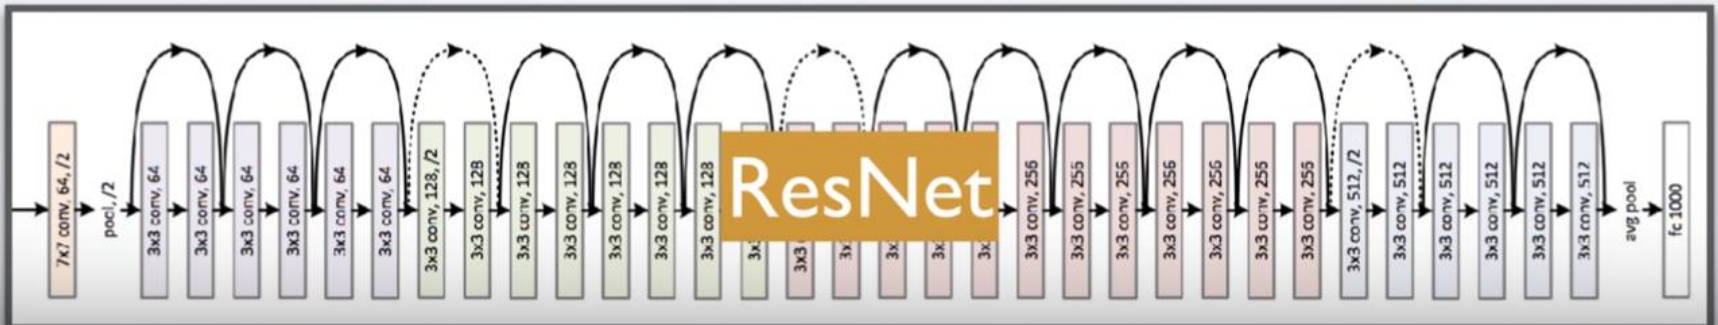 7x7 conv, 64, /2
pool, /2
3x3 conv, 64
3x3 conv, 64
3x3 conv, 64
3x3 conv, 64
3x3 conv, 64
3x3 conv, 64
3x3 conv, 128, /2
3x3 conv, 128
3x3 conv, 128
3x3 conv, 128
3x3 conv, 128
3x3 conv, 128
3x3 conv, 128
ResNet
3x3 conv, 256
3x3 conv, 256
3x3 conv, 256
3x3 conv, 256
3x3 conv, 256
3x3 conv, 256
3x3 conv, 256
3x3 conv, 512, /2
3x3 conv, 512
3x3 conv, 512
3x3 conv, 512
3x3 conv, 512
3x3 conv, 512
avg pool
fc 1000